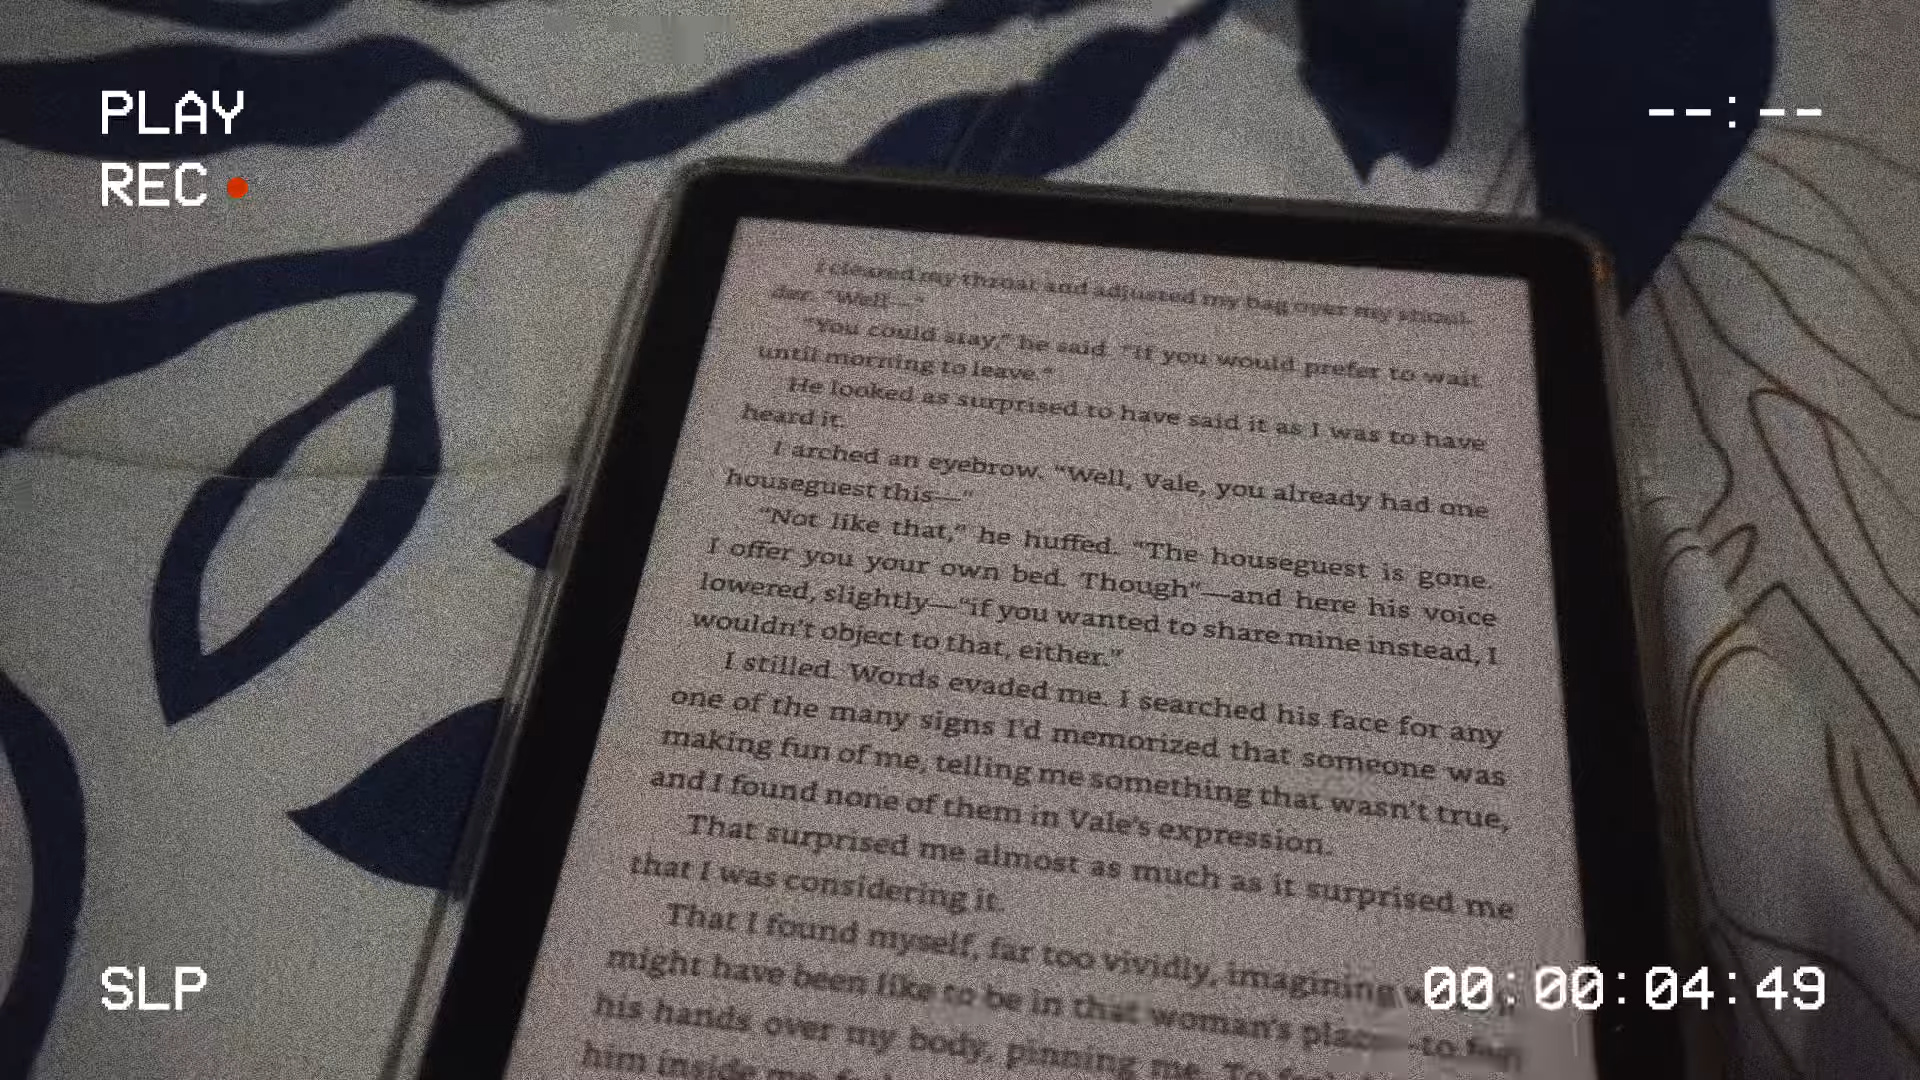 PLAY
--:--
REC
I cleared my throat and adjusted my bag over my shoul-
der. “Well—”
“You could stay,” he said. “If you would prefer to wait
until morning to leave.”
He looked as surprised to have said it as I was to have
heard it.
I arched an eyebrow. “Well, Vale, you already had one
houseguest this—”
“Not like that,” he huffed. “The houseguest is gone.
I offer you your own bed. Though“—and here his voice
lowered, slightly—“if you wanted to share mine instead, I
wouldn’t object to that, either.”
I stilled. Words evaded me. I searched his face for any
one of the many signs I’d memorized that someone was
making fun of me, telling me something that wasn’t true,
and I found none of them in Vale’s expression.
That surprised me almost as much as it surprised me
that I was considering it.
That I found myself, far too vividly, imagining
might have been like to be in that woman’s place—to
his hands over my body, pinning me. To
him inside me,
SLP
00:00:04:49